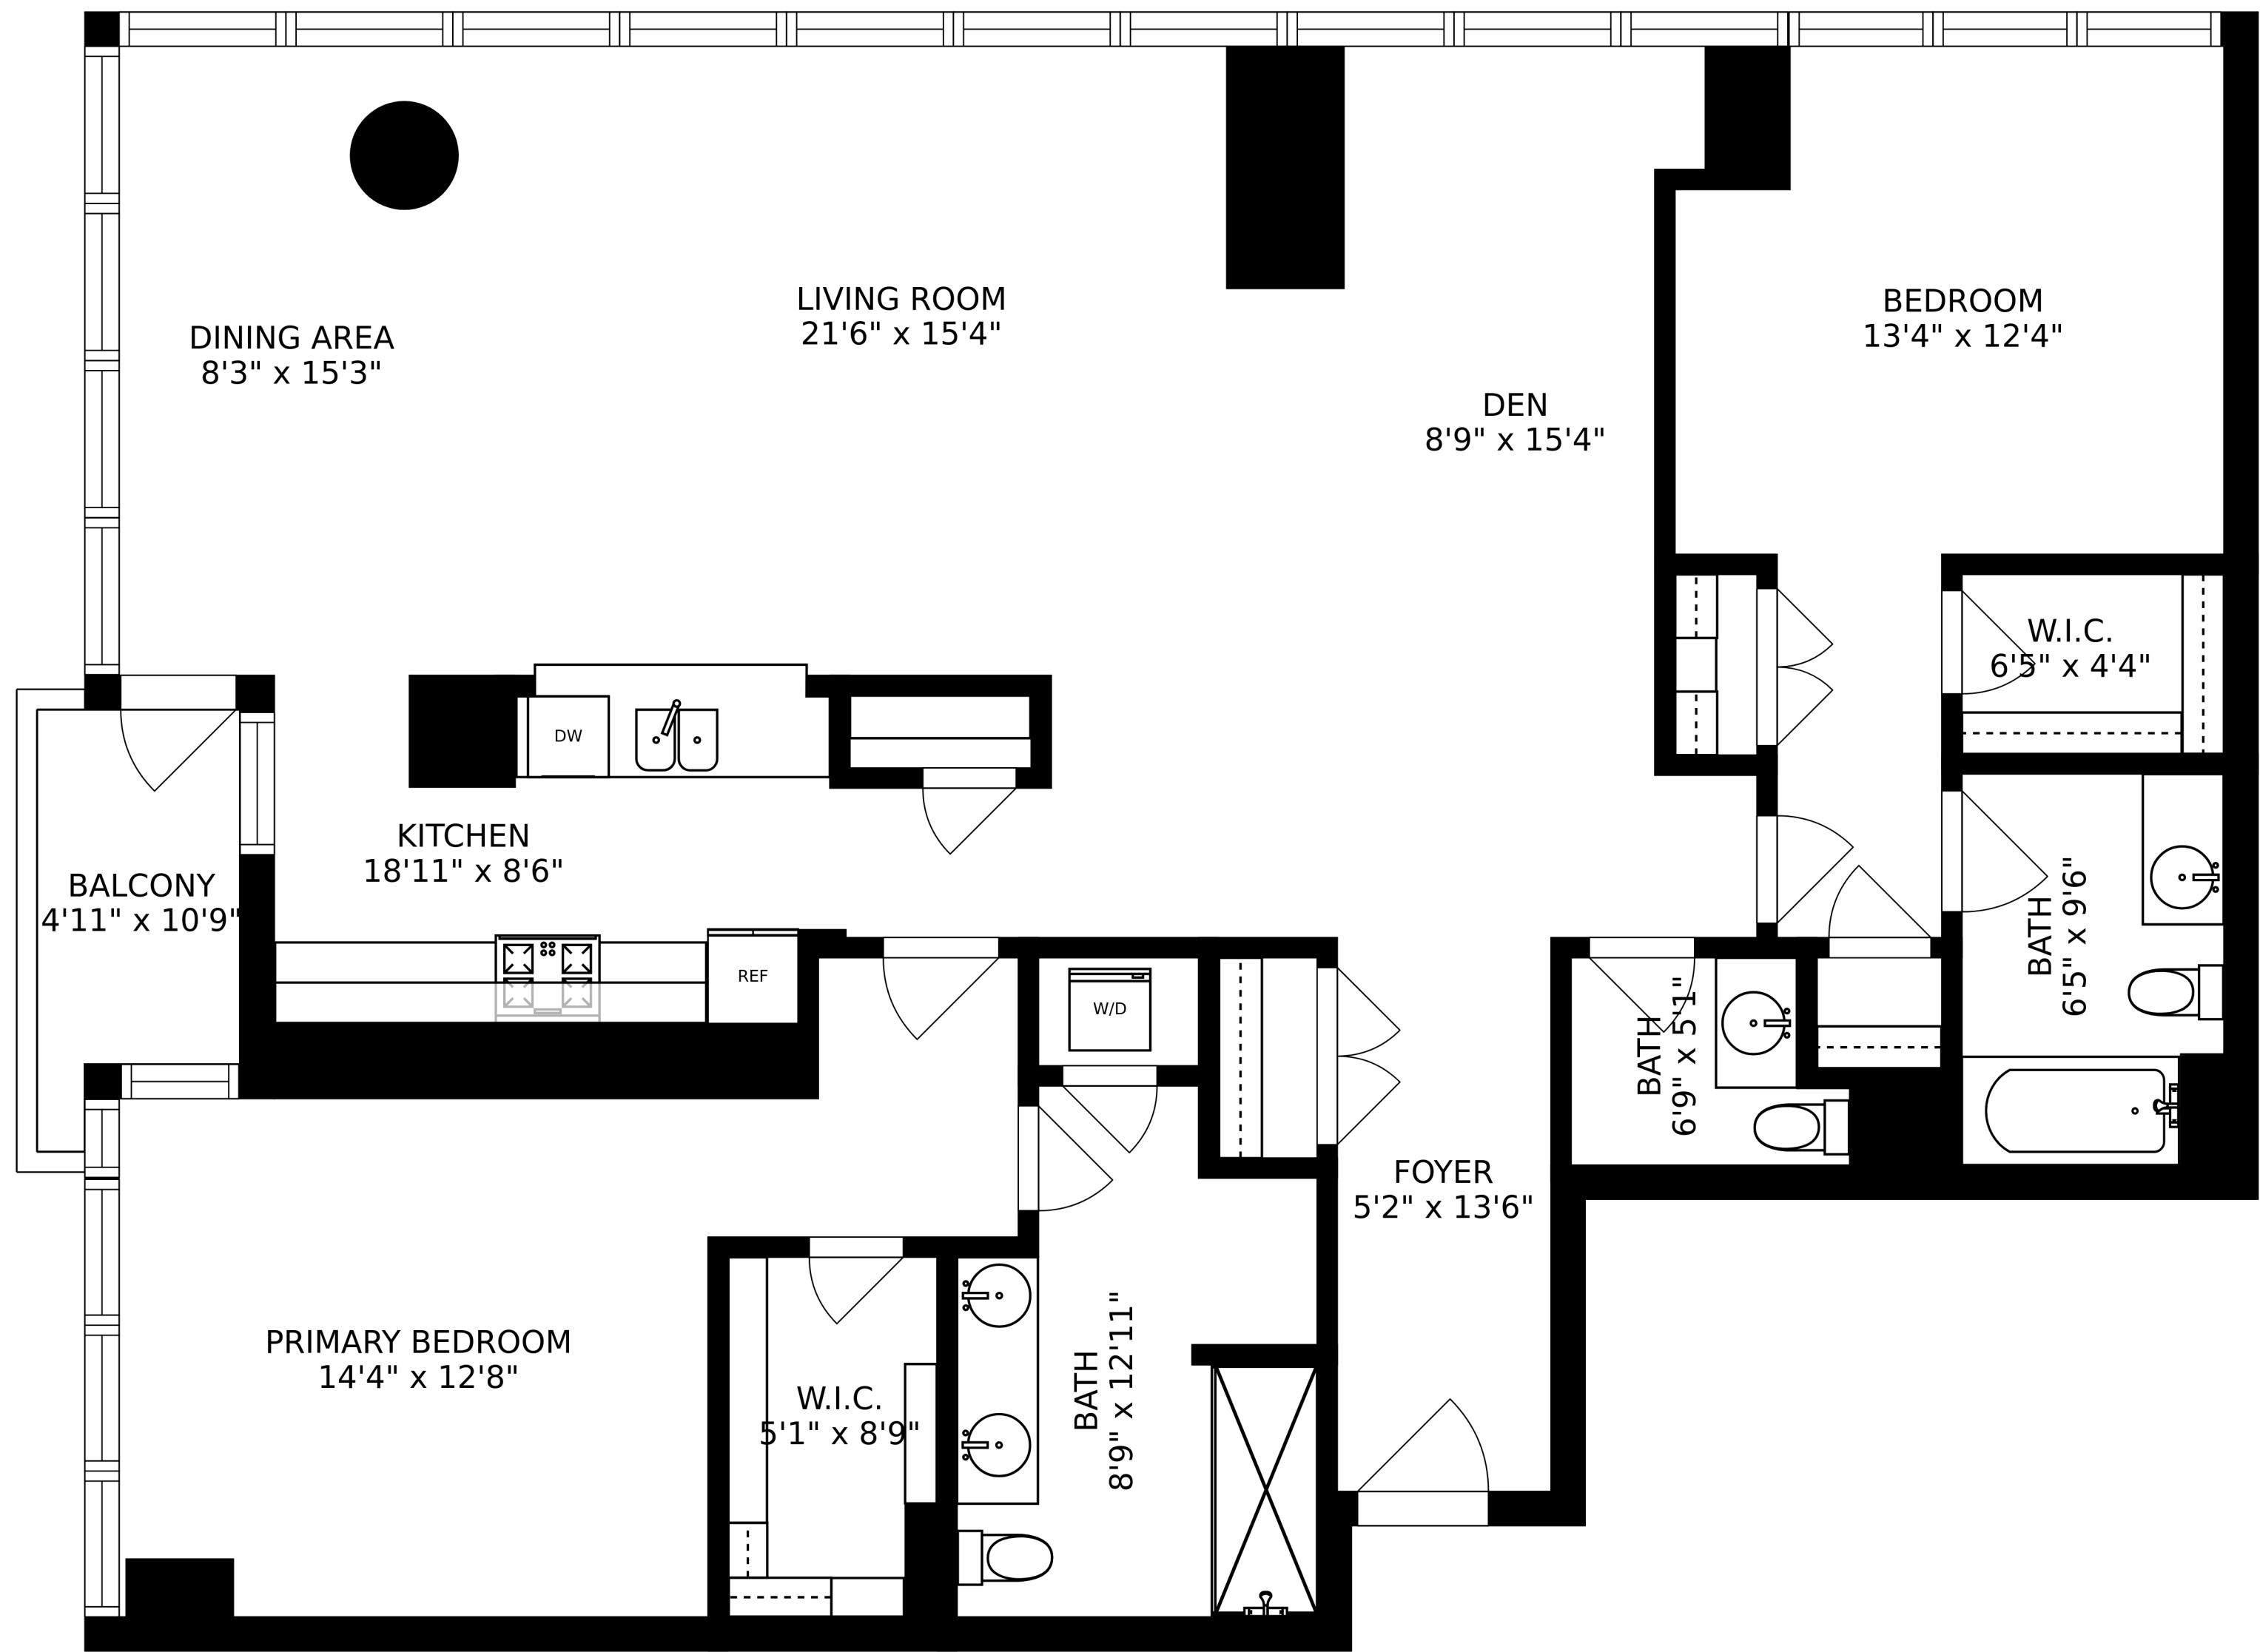 LIVING ROOM
21'6" x 15'4"
BEDROOM
13'4" x 12'4"
DINING AREA
8'3" x 15'3"
DEN
8'9" x 15'4"
W.I.C.
6'5" x 4'4"
DW
KITCHEN
18'11" x 8'6"
BALCONY
4'11" x 10'9"
BATH
6'5" x 9'6"
REF
W/D
BATH
6'9" x 5'1"
FOYER
5'2" x 13'6"
PRIMARY BEDROOM
14'4" x 12'8"
W.I.C.
5'1" x 8'9"
BATH
8'9" x 12'11"